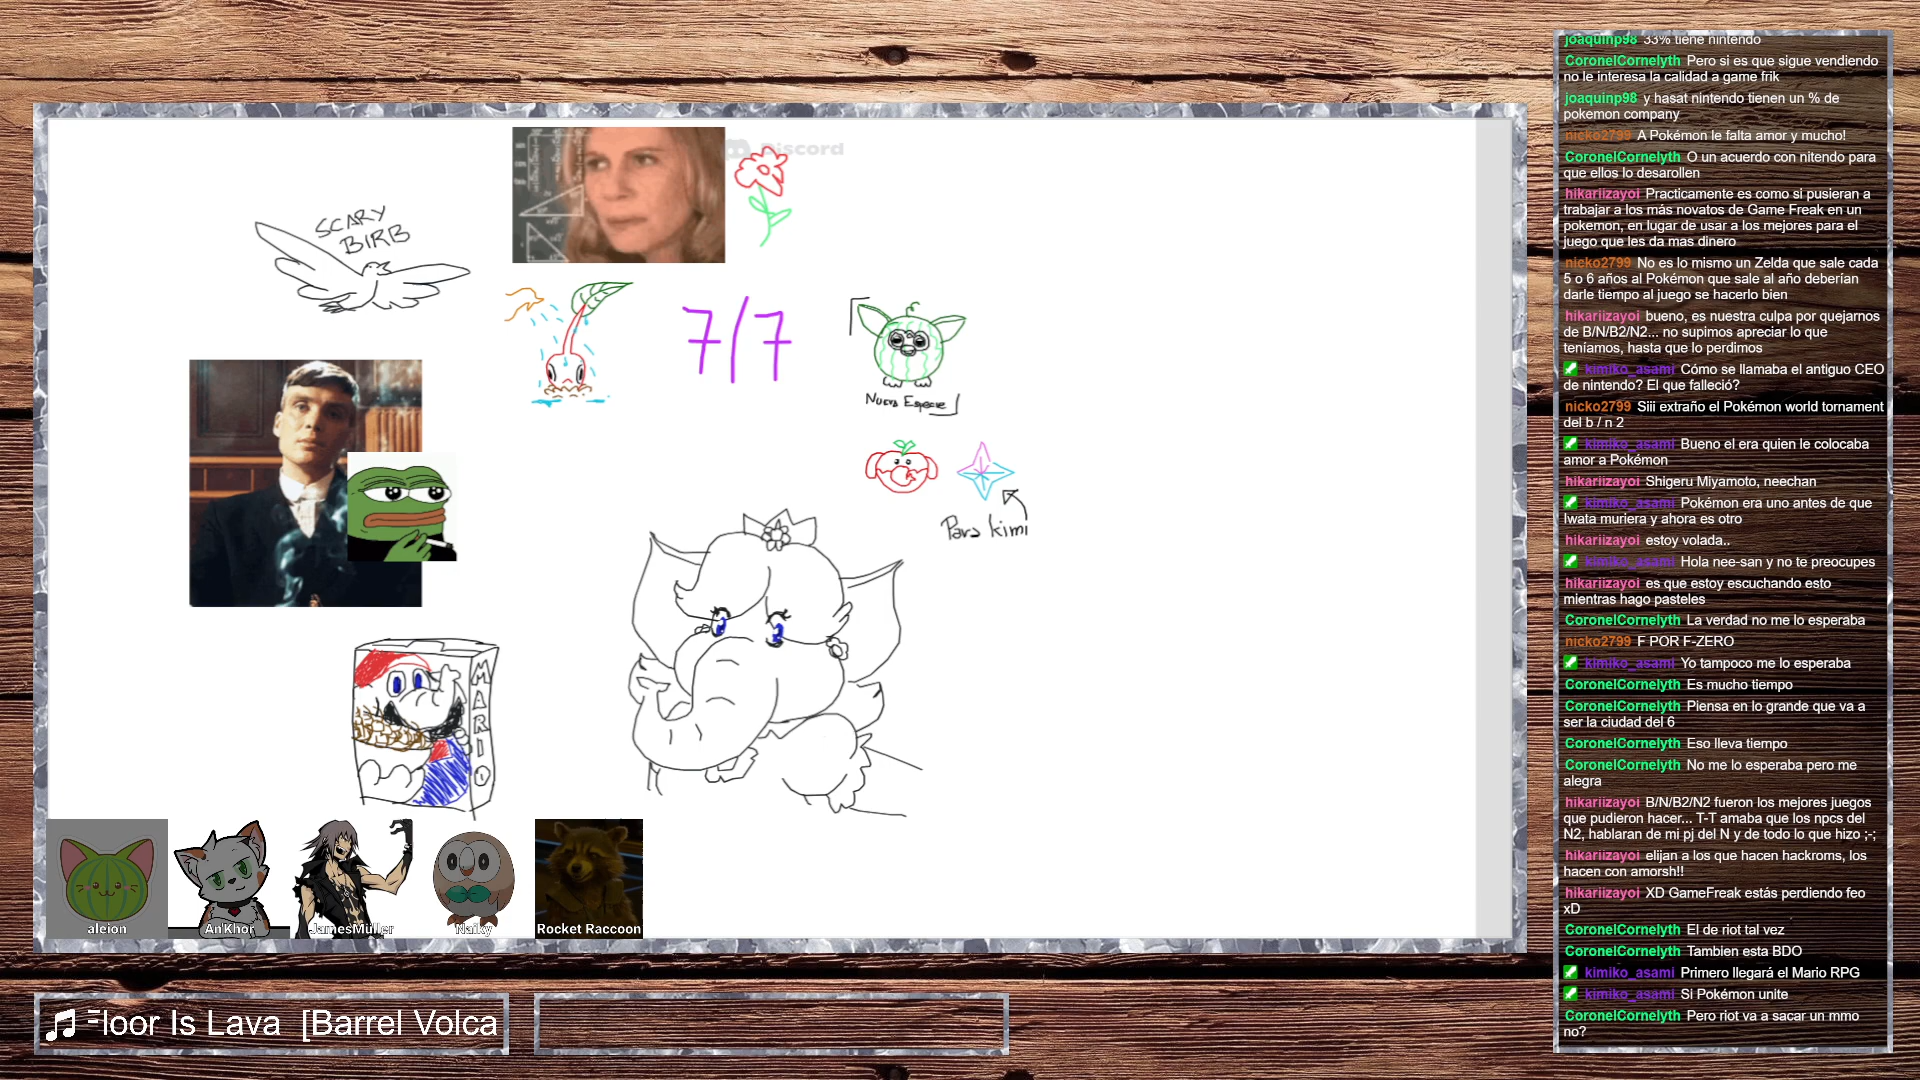 Discord
SCARY
BIRB
7/7
Nueva Especie
Para kimi
MARIO
aleion
An'Khor
JamesMüller
Naiky
Rocket Raccoon
Floor Is Lava [Barrel Volca
joaquinp98 33% tiene nintendo
CoronelCornelyth Pero si es que sigue vendiendo
no le interesa la calidad a game frik
joaquinp98 y hasat nintendo tienen un % de
pokemon company
nicko2799 A Pokémon le falta amor y mucho!
CoronelCornelyth O un acuerdo con nitendo para
que ellos lo desarollen
hikariizayoi Practicamente es como si pusieran a
trabajar a los más novatos de Game Freak en un
pokemon, en lugar de usar a los mejores para el
juego que les da mas dinero
nicko2799 No es lo mismo un Zelda que sale cada
5 o 6 años al Pokémon que sale al año deberían
darle tiempo al juego se hacerlo bien
hikariizayoi bueno, es nuestra culpa por quejarnos
de B/N/B2/N2... no supimos apreciar lo que
teníamos, hasta que lo perdimos
kimiko_asami Cómo se llamaba el antiguo CEO
de nintendo? El que falleció?
nicko2799 Siii extraño el Pokémon world tornament
del b / n 2
kimiko_asami Bueno el era quien le colocaba
amor a Pokémon
hikariizayoi Shigeru Miyamoto, neechan
kimiko_asami Pokémon era uno antes de que
Iwata muriera y ahora es otro
hikariizayoi estoy volada..
kimiko_asami Hola nee-san y no te preocupes
hikariizayoi es que estoy escuchando esto
mientras hago pasteles
CoronelCornelyth La verdad no me lo esperaba
nicko2799 F POR F-ZERO
kimiko_asami Yo tampoco me lo esperaba
CoronelCornelyth Es mucho tiempo
CoronelCornelyth Piensa en lo grande que va a
ser la ciudad del 6
CoronelCornelyth Eso lleva tiempo
CoronelCornelyth No me lo esperaba pero me
alegra
hikariizayoi B/N/B2/N2 fueron los mejores juegos
que pudieron hacer... T-T amaba que los npcs del
N2, hablaran de mi pj del N y de todo lo que hizo ;-;
hikariizayoi elijan a los que hacen hackroms, los
hacen con amorsh!!
hikariizayoi XD GameFreak estás perdiendo feo
xD
CoronelCornelyth El de riot tal vez
CoronelCornelyth Tambien esta BDO
kimiko_asami Primero llegará el Mario RPG
kimiko_asami Si Pokémon unite
CoronelCornelyth Pero riot va a sacar un mmo
no?